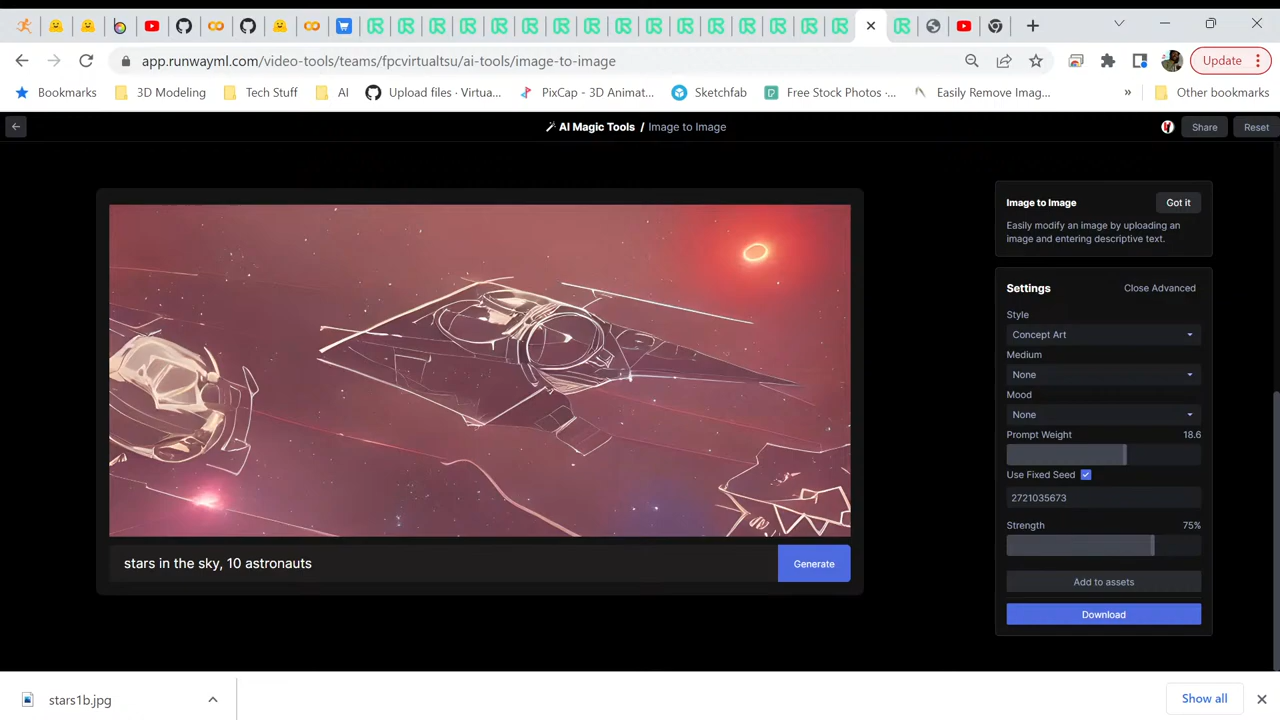 app.runwayml.com/video-tools/teams/fpcvirtualtsu/ai-tools/image-to-image
Update
Bookmarks
3D Modeling
Tech Stuff
AI
Upload files · Virtua...
PixCap - 3D Animat...
Sketchfab
Free Stock Photos ·...
Easily Remove Imag...
»
Other bookmarks
AI Magic Tools / Image to Image
Share
Reset
Image to Image
Got it
Easily modify an image by uploading an
image and entering descriptive text.
Settings
Close Advanced
Style
Concept Art
Medium
None
Mood
None
Prompt Weight 18.6
Use Fixed Seed
2721035673
Strength 75%
Add to assets
Download
stars in the sky, 10 astronauts
Generate
stars1b.jpg
Show all